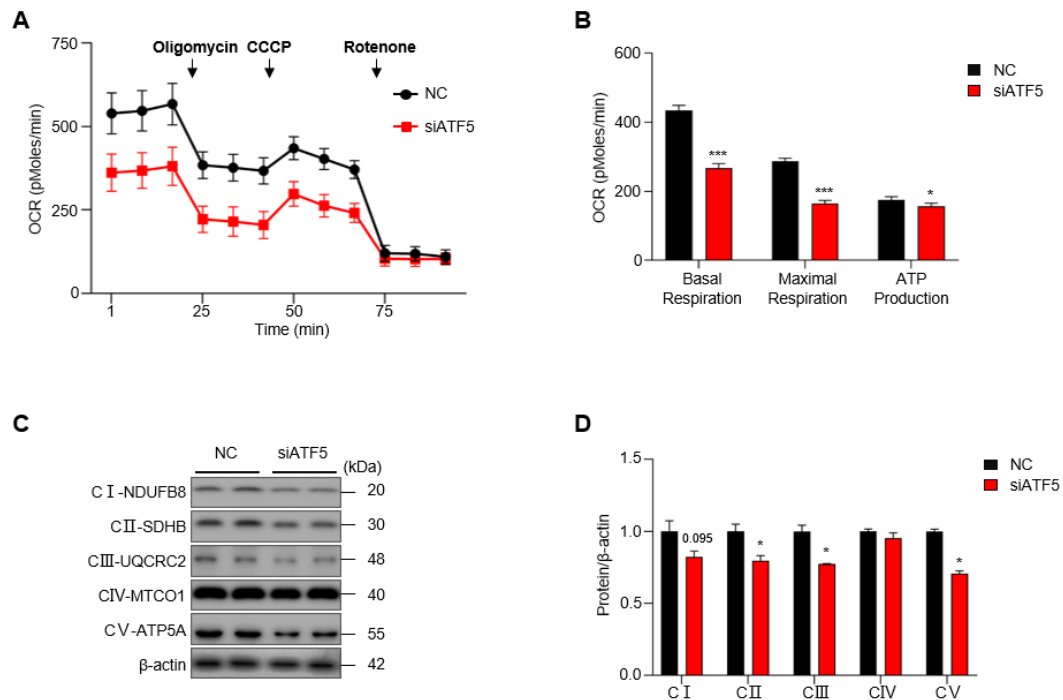 A
750
500
250
0
OCR (pMoles/min)
Oligomycin
CCCP
Rotenone
NC
siATF5
1
25
50
75
Time (min)
B
600
400
200
0
OCR (pMoles/min)
NC
siATF5
***
***
*
Basal
Respiration
Maximal
Respiration
ATP
Production
C
NC
siATF5
(kDa)
CⅠ-NDUFB8
20
CⅡ-SDHB
30
CⅢ-UQCRC2
48
CⅣ-MTCO1
40
CⅤ-ATP5A
55
β-actin
42
D
1.5
1.0
0.5
0.0
Protein/β-actin
NC
siATF5
0.095
*
*
*
CⅠ
CⅡ
CⅢ
CⅣ
CⅤ